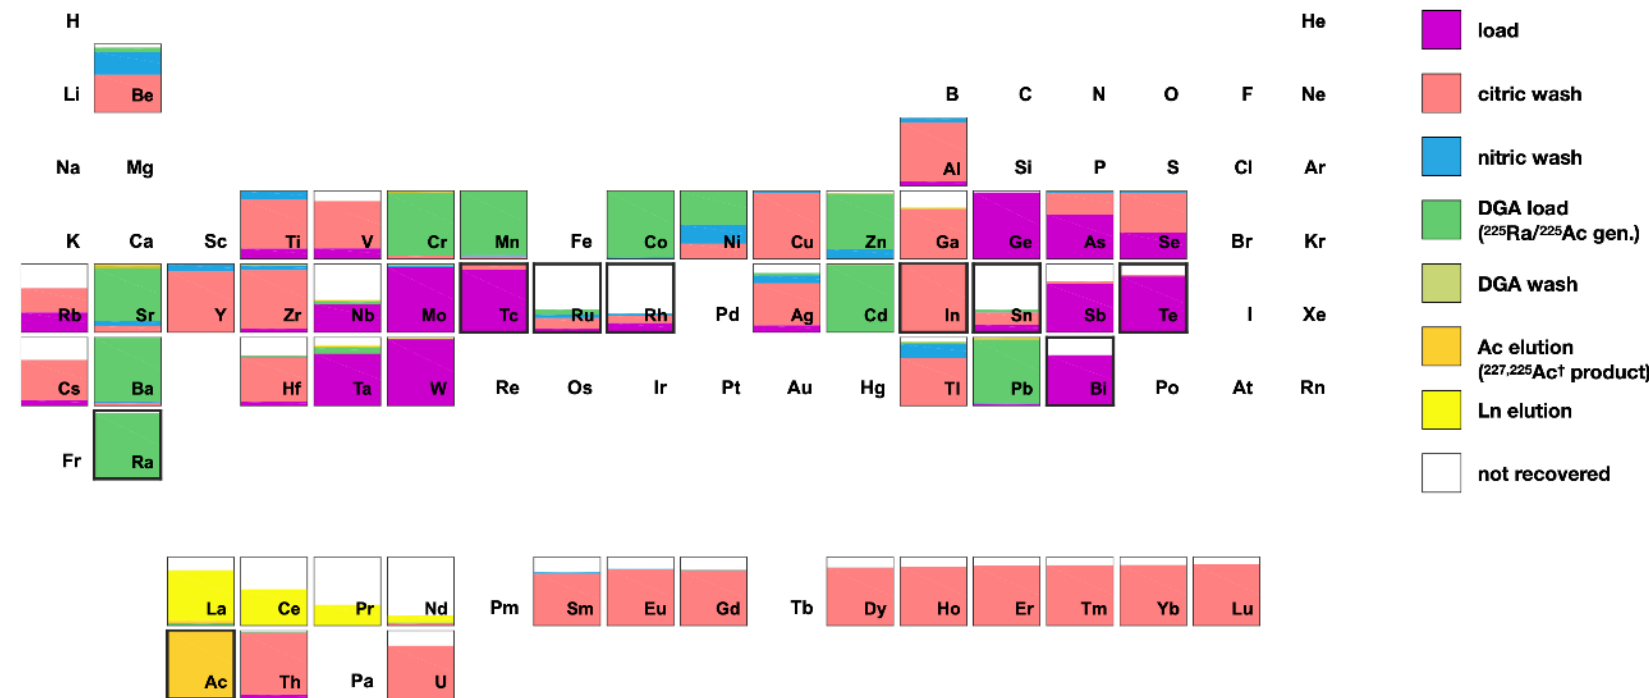 H He
Li Be B C N O F Ne
Na Mg Al Si P S Cl Ar
K Ca Sc Ti V Cr Mn Fe Co Ni Cu Zn Ga Ge As Se Br Kr
Rb Sr Y Zr Nb Mo Tc Ru Rh Pd Ag Cd In Sn Sb Te I Xe
Cs Ba Hf Ta W Re Os Ir Pt Au Hg Tl Pb Bi Po At Rn
Fr Ra
La Ce Pr Nd Pm Sm Eu Gd Tb Dy Ho Er Tm Yb Lu
Ac Th Pa U
load
citric wash
nitric wash
DGA load
(²²⁵Ra/²²⁵Ac gen.)
DGA wash
Ac elution
(²²⁷,²²⁵Ac† product)
Ln elution
not recovered